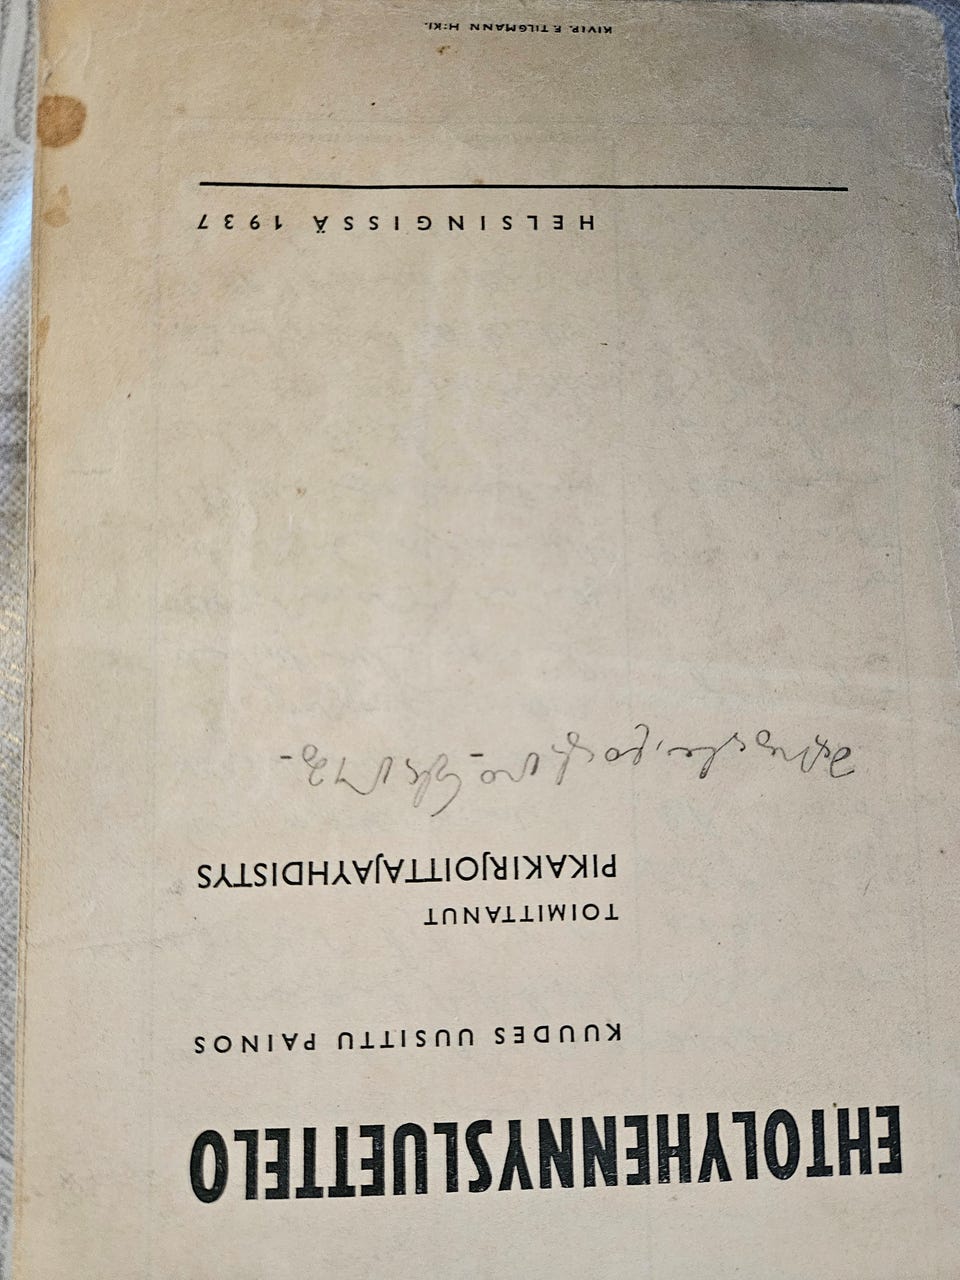 EHTOLYHENNYSLUETTELO
KUUDES UUSITTU PAINOS
TOIMITTANUT
PIKAKIRJOITTAJAYHDISTYS
HELSINGISSÄ 1937
KIVIP. F. TILGMANN H:KI.